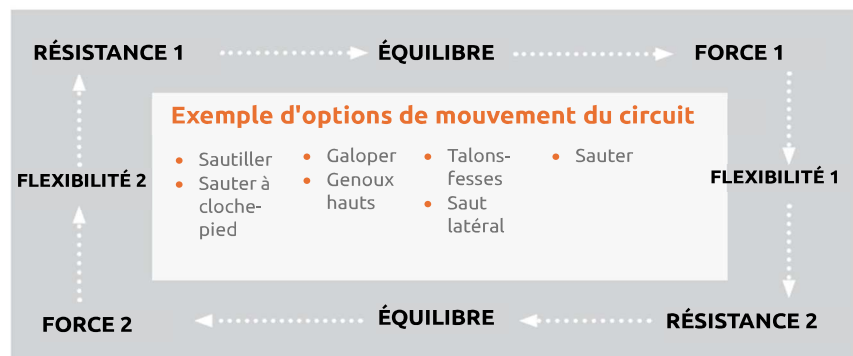 RÉSISTANCE 1
ÉQUILIBRE
FORCE 1
Exemple d'options de mouvement du circuit
• Sautiller
• Sauter à
cloche-
pied
• Galoper
• Genoux
hauts
• Talons-
fesses
• Saut
latéral
• Sauter
FLEXIBILITÉ 2
FLEXIBILITÉ 1
FORCE 2
ÉQUILIBRE
RÉSISTANCE 2